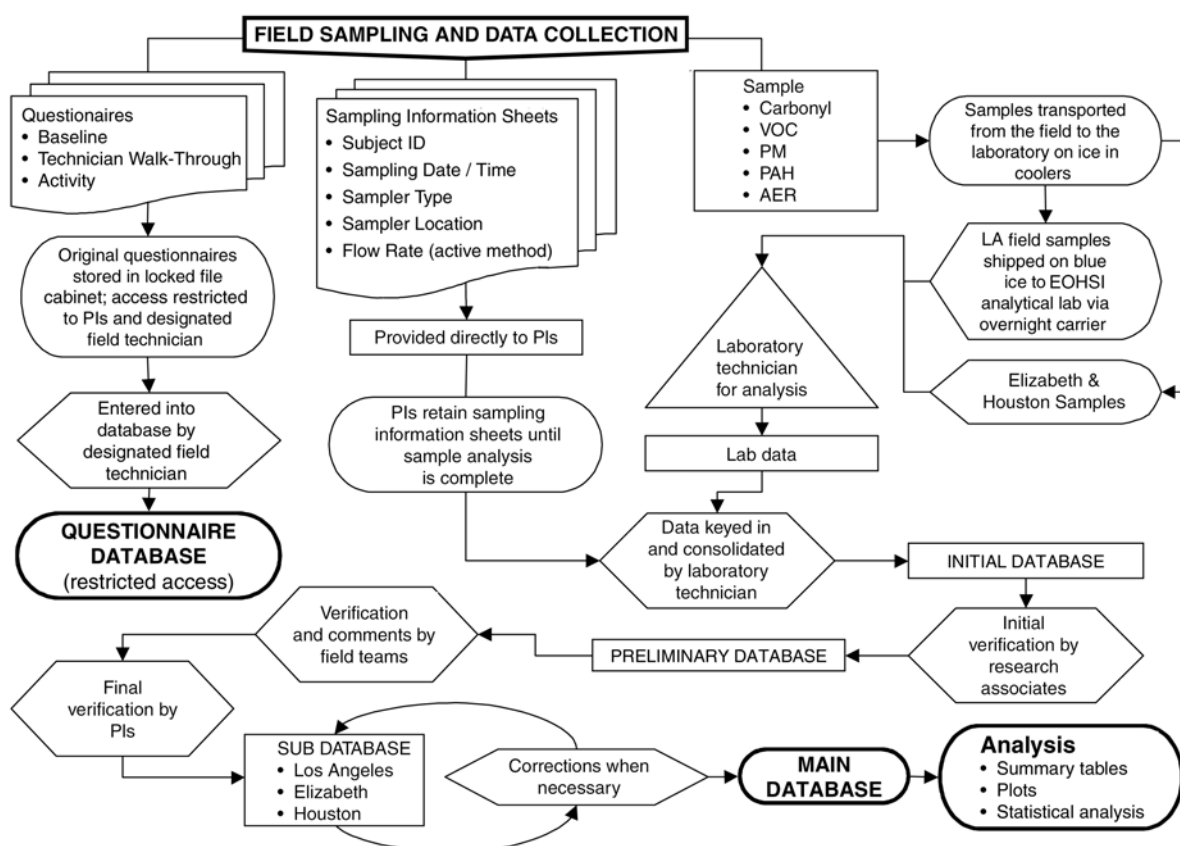 FIELD SAMPLING AND DATA COLLECTION
Questionaires
• Baseline
• Technician Walk-Through
• Activity
Original questionnaires
stored in locked file
cabinet; access restricted
to PIs and designated
field technician
Entered into
database by
designated field
technician
QUESTIONNAIRE
DATABASE
(restricted access)
Sampling Information Sheets
• Subject ID
• Sampling Date / Time
• Sampler Type
• Sampler Location
• Flow Rate (active method)
Provided directly to PIs
PIs retain sampling
information sheets until
sample analysis
is complete
Sample
• Carbonyl
• VOC
• PM
• PAH
• AER
Samples transported
from the field to the
laboratory on ice in
coolers
LA field samples
shipped on blue
ice to EOHSI
analytical lab via
overnight carrier
Elizabeth &
Houston Samples
Laboratory
technician
for analysis
Lab data
Data keyed in
and consolidated
by laboratory
technician
INITIAL DATABASE
Initial
verification by
research
associates
PRELIMINARY DATABASE
Verification
and comments by
field teams
Final
verification by
PIs
SUB DATABASE
• Los Angeles
• Elizabeth
• Houston
Corrections when
necessary
MAIN
DATABASE
Analysis
• Summary tables
• Plots
• Statistical analysis